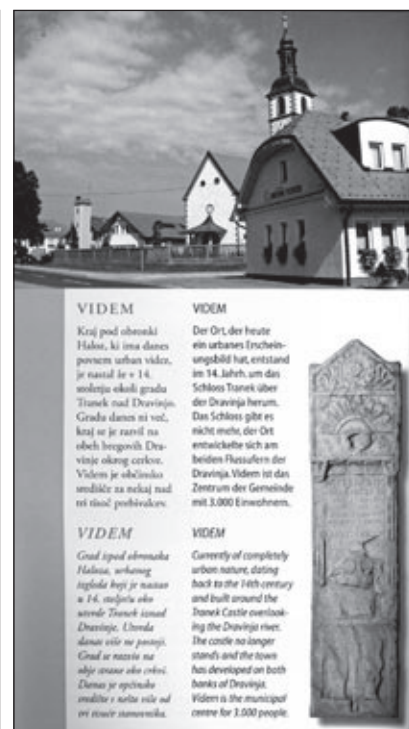 VIDEM
Kraj pod obronki
Haloz, ki ima danes
povsem urban videz,
je nastal že v 14.
stoletju okoli gradu
Tranek nad Dravinjo.
Gradu danes ni več,
kraj se je razvil na
obeh bregovih Dra-
vinje okrog cerkve.
Videm je občinsko
središče za nekaj nad
tri tisoč prebivalcev.
VIDEM
Der Ort, der heute
ein urbanes Erschein-
ungsbild hat, entstand
im 14. Jahrh. um das
Schloss Tranek über
der Dravinja herum.
Das Schloss gibt es
nicht mehr, der Ort
entwickelte sich am
beiden Flussufern der
Dravinja. Videm ist das
Zentrum der Gemeinde
mit 3.000 Einwohnern.
VIDEM
Grad ispod obronaka
Haloza, urbanog
izgleda koji je nastao
u 14. stoljeću oko
utvrde Tranek iznad
Dravinje. Utvrda
danas više ne postoji.
Grad se razvio na
obje strane oko crkvi.
Danas je općinsko
središte s nešto više od
tri tisuće stanovnika.
VIDEM
Currently of completely
urban nature, dating
back to the 14th century
and built around the
Tranek Castle overlook-
ing the Dravinja river.
The castle no longer
stands and the town
has developed on both
banks of Dravinja.
Videm is the municipal
centre for 3.000 people.